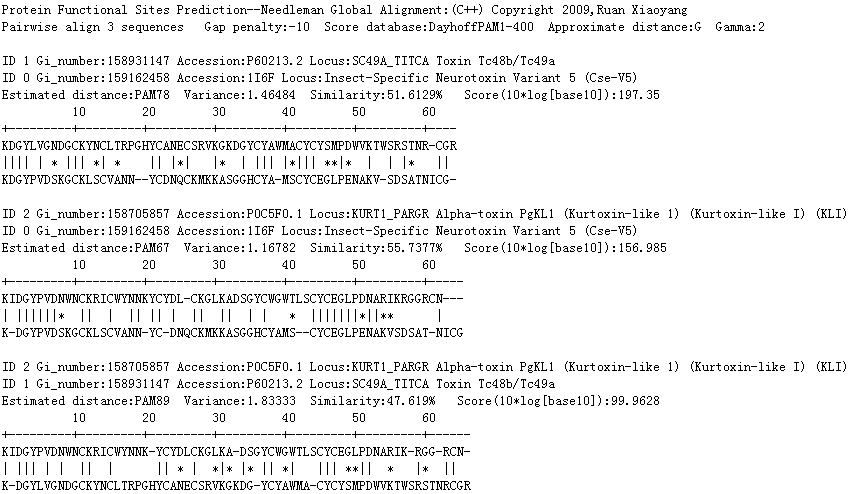 Protein Functional Sites Prediction--Needleman Global Alignment:(C++) Copyright 2009,Ruan Xiaoyang
Pairwise align 3 sequences   Gap penalty:-10  Score database:DayhoffPAM1-400  Approximate distance:G  Gamma:2
ID 1 Gi_number:158931147 Accession:P60213.2 Locus:SC49A_TITCA Toxin Tc48b/Tc49a
ID 0 Gi_number:159162458 Accession:1I6F Locus:Insect-Specific Neurotoxin Variant 5 (Cse-V5)
Estimated distance:PAM78  Variance:1.46484  Similarity:51.6129%   Score(10*log[base10]):197.35
10        20        30        40        50        60
+---------+---------+---------+---------+---------+---------+----
KDGYLVGNDGCKYNCLTRPGHYCANECSRVKGKDGYCYAWMACYCYSMPDWVKTWSRSTNR-CGR
|||| | * ||| *| *    || |*|   |*  | ||| |*||| **|*  |  | |*   ||
KDGYPVDSKGCKLSCVANN--YCDNQCKMKKASGGHCYA-MSCYCEGLPENAKV-SDSATNICG-
ID 2 Gi_number:158705857 Accession:P0C5F0.1 Locus:KURT1_PARGR Alpha-toxin PgKL1 (Kurtoxin-like 1) (Kurtoxin-like I) (KLI)
ID 0 Gi_number:159162458 Accession:1I6F Locus:Insect-Specific Neurotoxin Variant 5 (Cse-V5)
Estimated distance:PAM67  Variance:1.16782  Similarity:55.7377%   Score(10*log[base10]):156.985
10        20        30        40        50        60
+---------+---------+---------+---------+---------+---------+-----
KIDGYPVDNWNCKRICWYNNKYCYDL-CKGLKADSGYCWGWTLSCYCEGLPDNARIKRGGRCN---
| ||||||*  ||  |  || || |  ||  ||  | |   *  |||||||*||**      |
K-DGYPVDSKGCKLSCVANN-YC-DNQCKMKKASGGHCYAMS--CYCEGLPENAKVSDSAT-NICG
ID 2 Gi_number:158705857 Accession:P0C5F0.1 Locus:KURT1_PARGR Alpha-toxin PgKL1 (Kurtoxin-like 1) (Kurtoxin-like I) (KLI)
ID 1 Gi_number:158931147 Accession:P60213.2 Locus:SC49A_TITCA Toxin Tc48b/Tc49a
Estimated distance:PAM89  Variance:1.83333  Similarity:47.619%   Score(10*log[base10]):99.9628
10        20        30        40        50        60
+---------+---------+---------+---------+---------+---------+------
KIDGYPVDNWNCKRICWYNNK-YCYDLCKGLKA-DSGYCWGWTLSCYCEGLPDNARIK-RGG-RCN-
| ||| | |  ||  |      || * |  *|* |* || *|   ||| **||  *   |*  ||
K-DGYLVGNDGCKYNCLTRPGHYCANECSRVKGKDG-YCYAWMA-CYCYSMPDWVKTWSRSTNRCGR